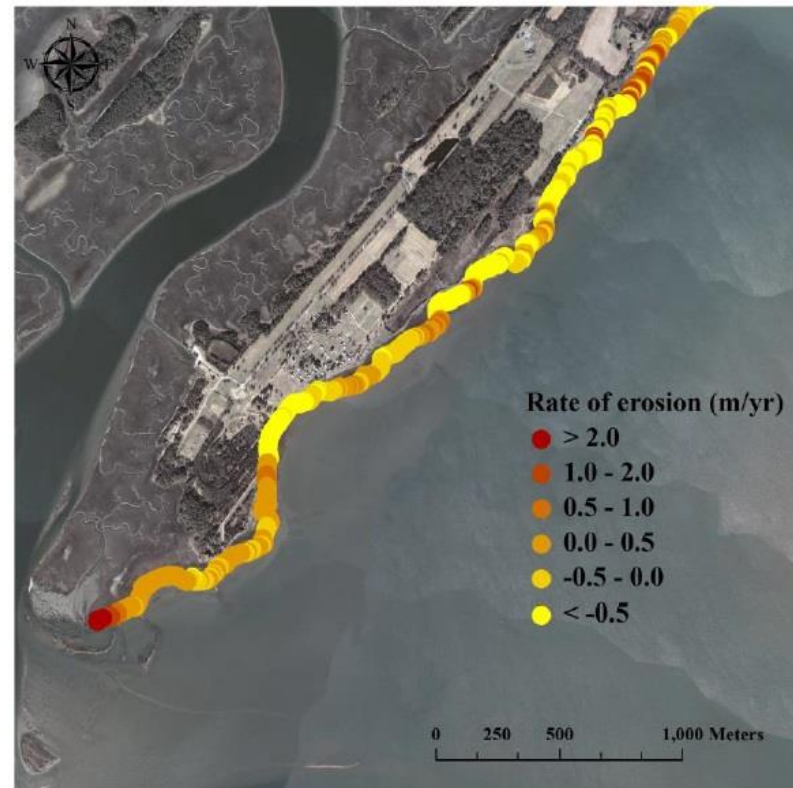 N
W E
S
Rate of erosion (m/yr)
> 2.0
1.0 - 2.0
0.5 - 1.0
0.0 - 0.5
-0.5 - 0.0
< -0.5
0 250 500 1,000 Meters